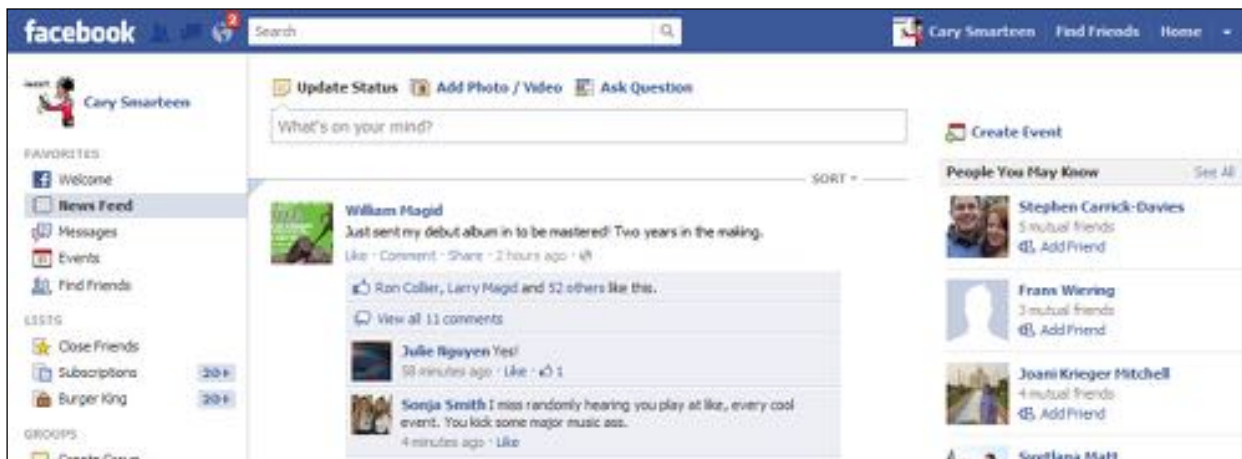 facebook
2
Search
Cary Smarteen Find Friends Home
Cary Smarteen
FAVORITES
Welcome
News Feed
Messages
Events
Find Friends
LISTS
Close Friends
Subscriptions 20+
Burger King 20+
GROUPS
Update Status Add Photo / Video Ask Question
What's on your mind?
SORT
William Magid
Just sent my debut album in to be mastered! Two years in the making.
Like · Comment · Share · 2 hours ago ·
Ron Collier, Larry Magid and 52 others like this.
View all 11 comments
Julie Nguyen Yes!
58 minutes ago · Like · 1
Sonja Smith I miss randomly hearing you play at like, every cool
event. You kick some major music ass.
4 minutes ago · Like
Create Event
People You May Know See All
Stephen Carrick-Davies
5 mutual friends
Add Friend
Frans Wiering
3 mutual friends
Add Friend
Joani Krieger Mitchell
4 mutual friends
Add Friend
Svetlana Matt